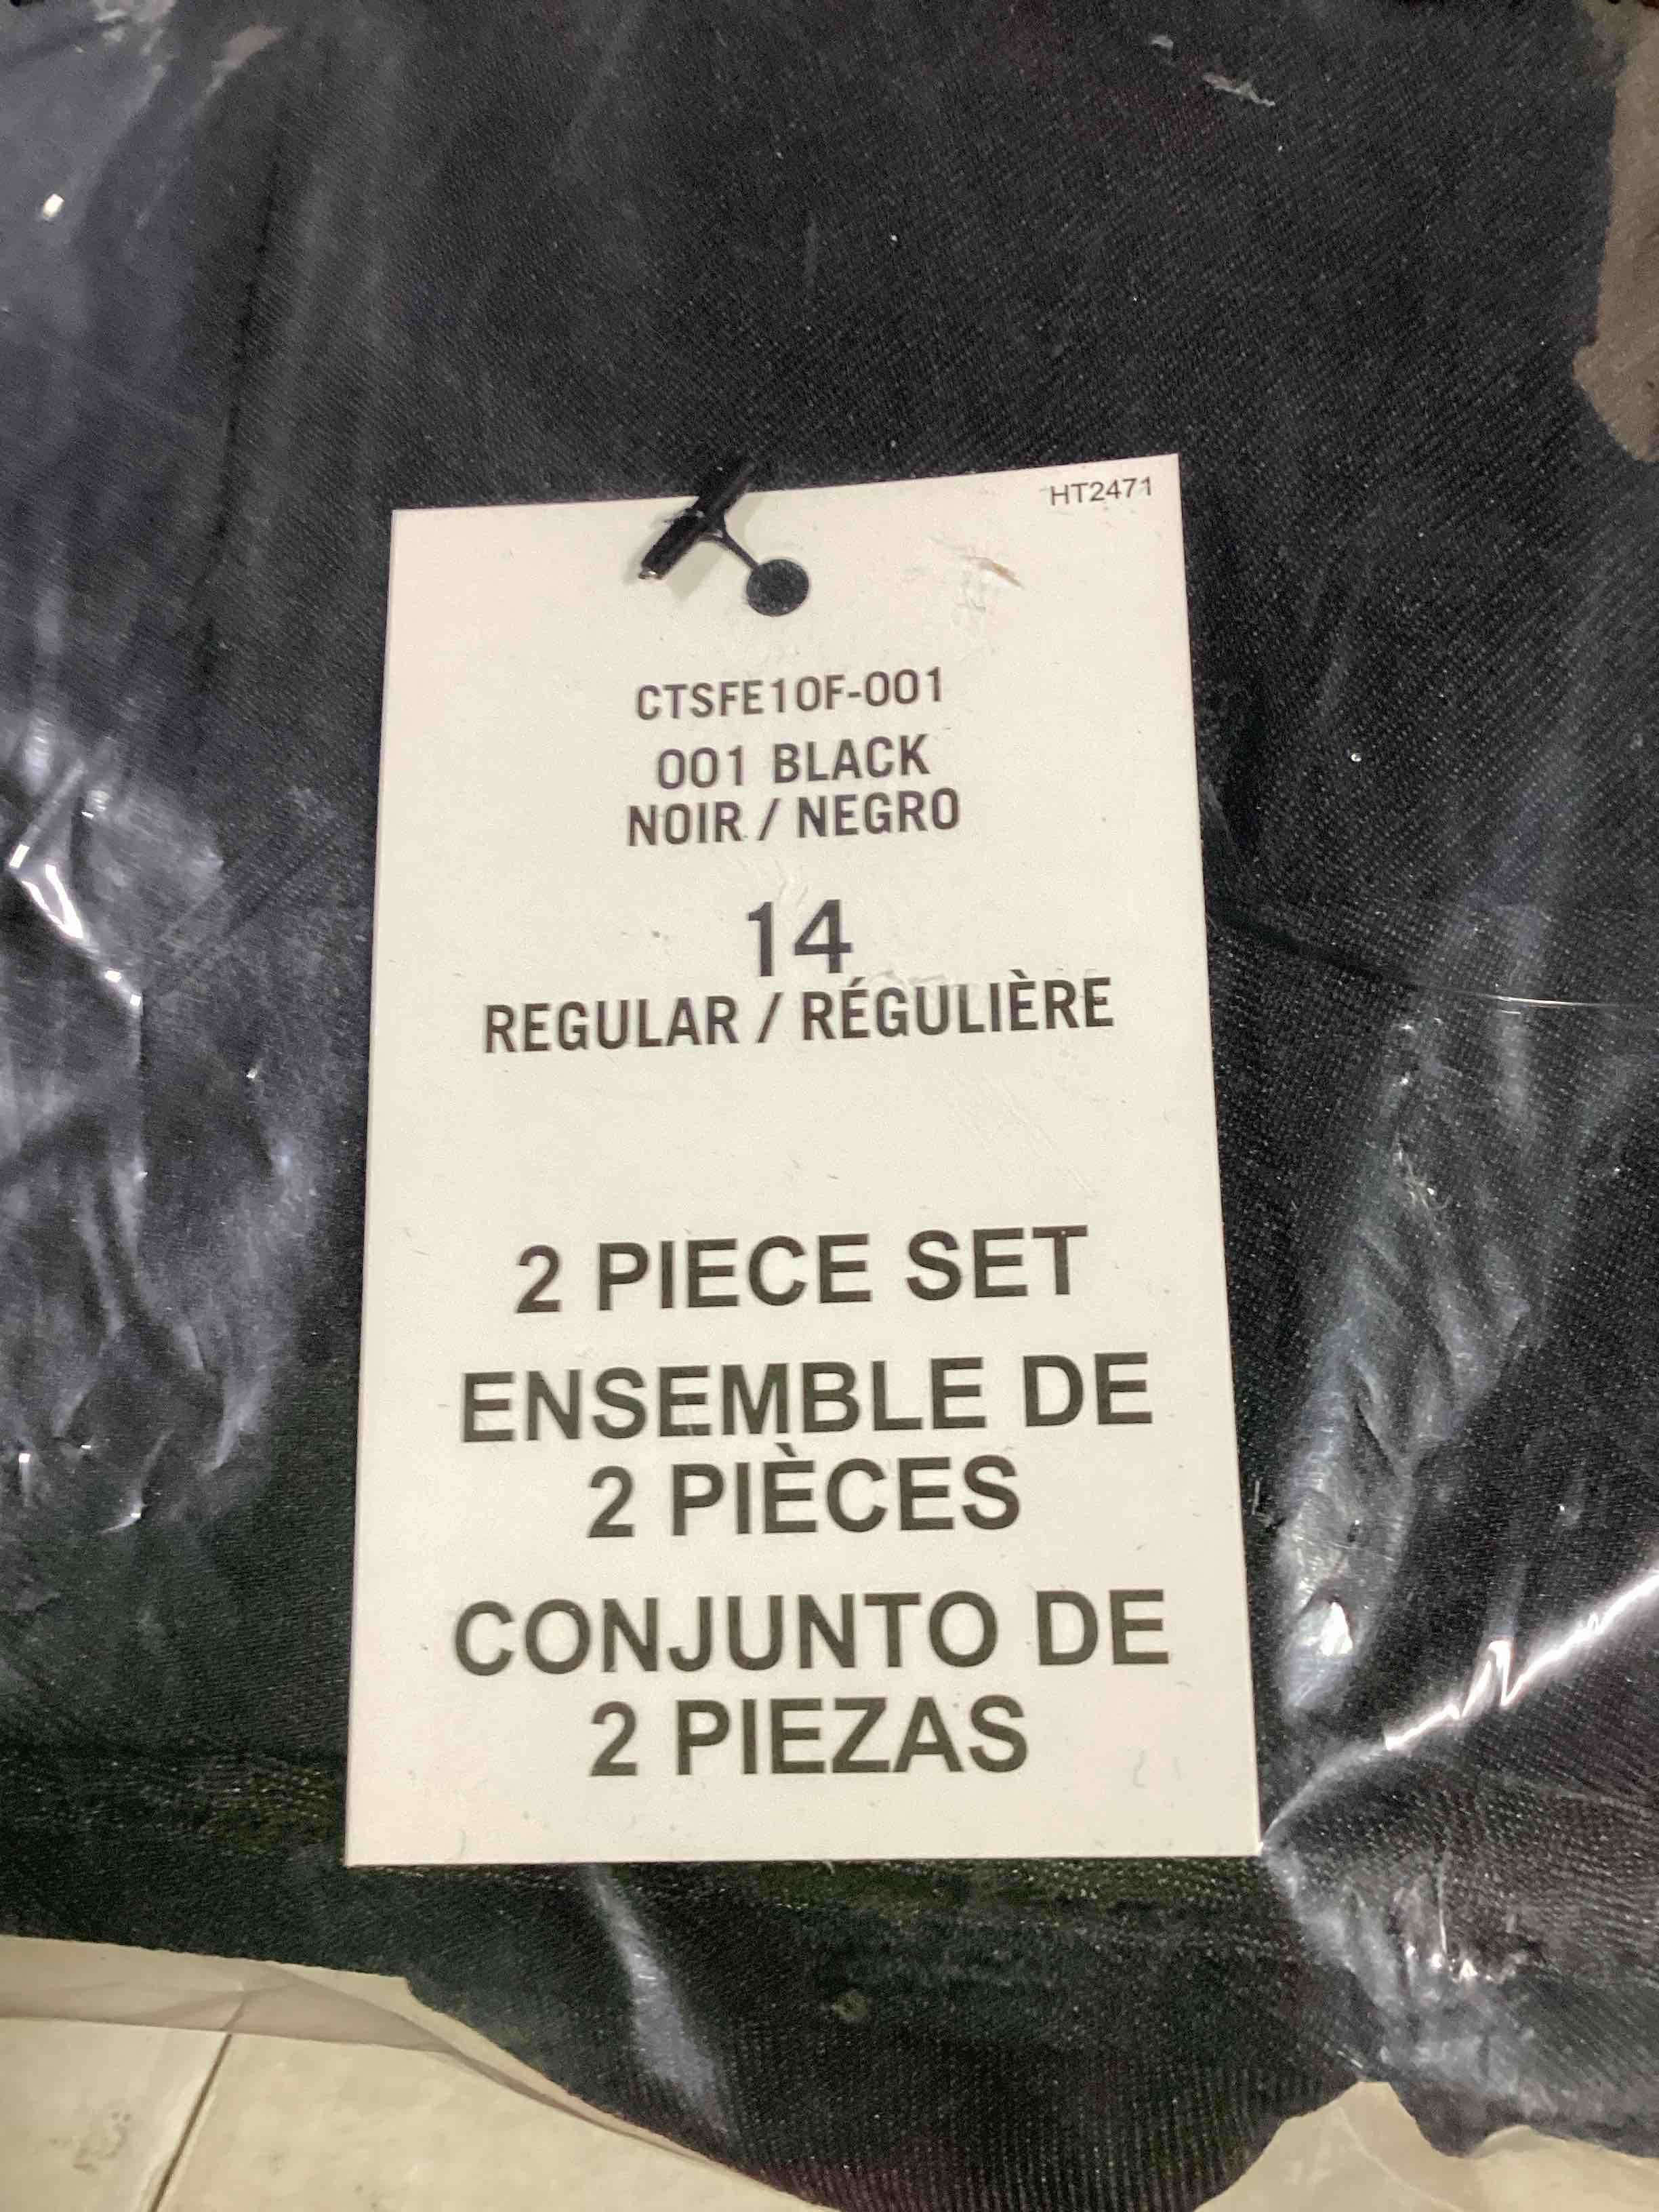 HT2471
CTSFE10F-001
001 BLACK
NOIR / NEGRO
14
REGULAR / RÉGULIÈRE
2 PIECE SET
ENSEMBLE DE
2 PIÈCES
CONJUNTO DE
2 PIEZAS